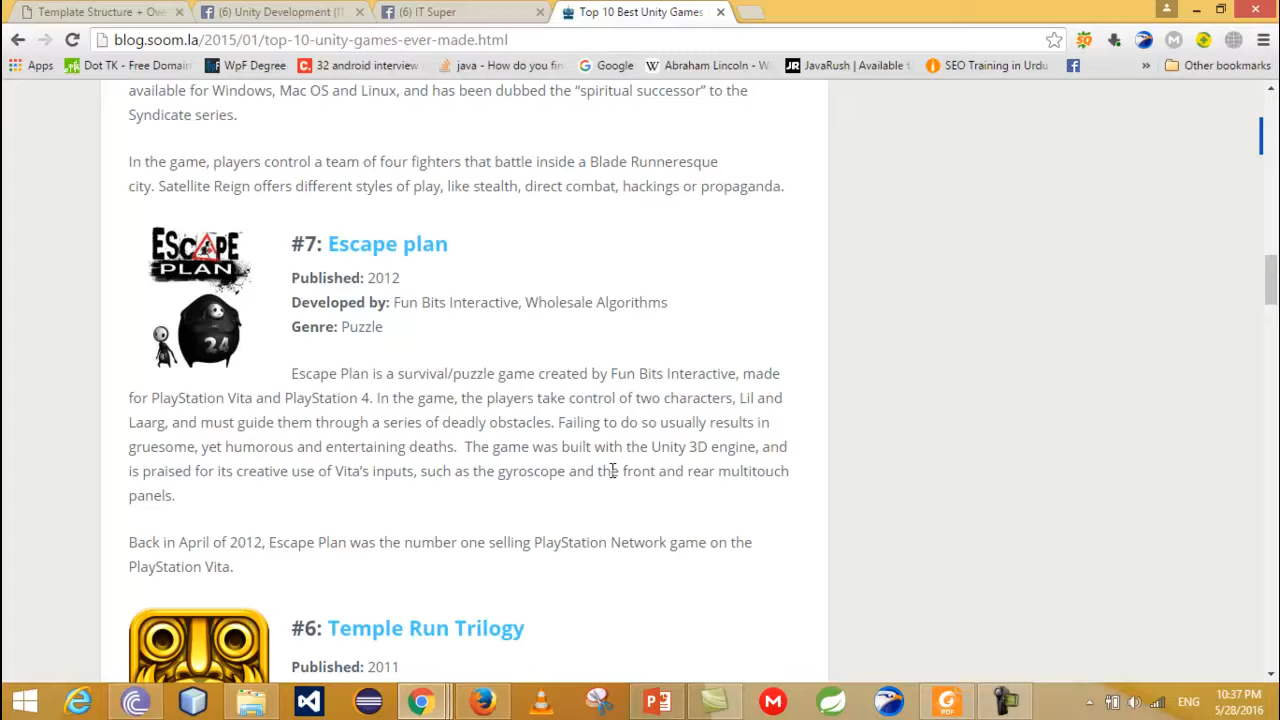 Template Structure + Ove
(6) Unity Development (IT
(6) IT Super
Top 10 Best Unity Games
blog.soom.la/2015/01/top-10-unity-games-ever-made.html
Apps
Dot TK - Free Domain
WpF Degree
32 android interview
java - How do you fin
Google
Abraham Lincoln - W
JavaRush | Available t
SEO Training in Urdu
»
Other bookmarks
available for Windows, Mac OS and Linux, and has been dubbed the “spiritual successor” to the
Syndicate series.
In the game, players control a team of four fighters that battle inside a Blade Runneresque
city. Satellite Reign offers different styles of play, like stealth, direct combat, hackings or propaganda.
ESCAPE
PLAN
24
#7: Escape plan
Published: 2012
Developed by: Fun Bits Interactive, Wholesale Algorithms
Genre: Puzzle
Escape Plan is a survival/puzzle game created by Fun Bits Interactive, made
for PlayStation Vita and PlayStation 4. In the game, the players take control of two characters, Lil and
Laarg, and must guide them through a series of deadly obstacles. Failing to do so usually results in
gruesome, yet humorous and entertaining deaths.  The game was built with the Unity 3D engine, and
is praised for its creative use of Vita’s inputs, such as the gyroscope and the front and rear multitouch
panels.
Back in April of 2012, Escape Plan was the number one selling PlayStation Network game on the
PlayStation Vita.
#6: Temple Run Trilogy
Published: 2011
ENG
10:37 PM
5/28/2016